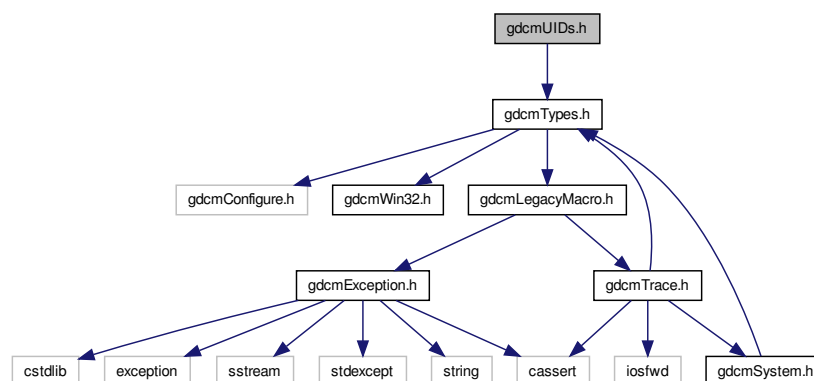 gdcmUIDs.h
gdcmTypes.h
gdcmConfigure.h
gdcmWin32.h
gdcmLegacyMacro.h
gdcmException.h
gdcmTrace.h
cstdlib
exception
sstream
stdexcept
string
cassert
iosfwd
gdcmSystem.h